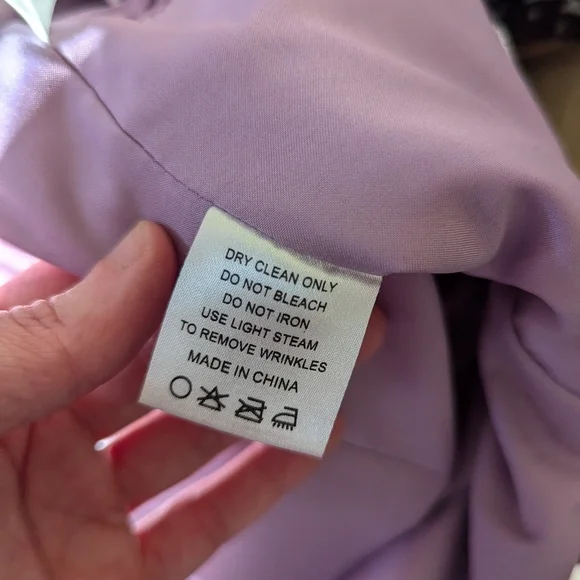 DRY CLEAN ONLY
DO NOT BLEACH
DO NOT IRON
USE LIGHT STEAM
TO REMOVE WRINKLES
MADE IN CHINA